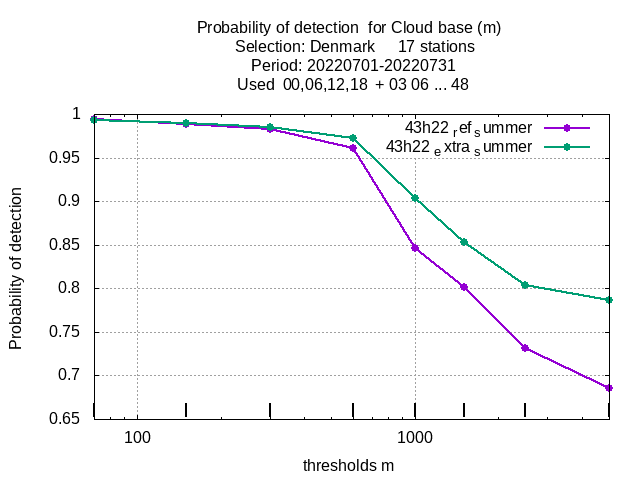 Probability of detection  for Cloud base (m)
Selection: Denmark     17 stations
Period: 20220701-20220731
Used  00,06,12,18  + 03 06 ... 48
43h22 ref summer
43h22 extra summer
1
0.95
0.9
0.85
0.8
0.75
0.7
0.65
Probability of detection
100
1000
thresholds m